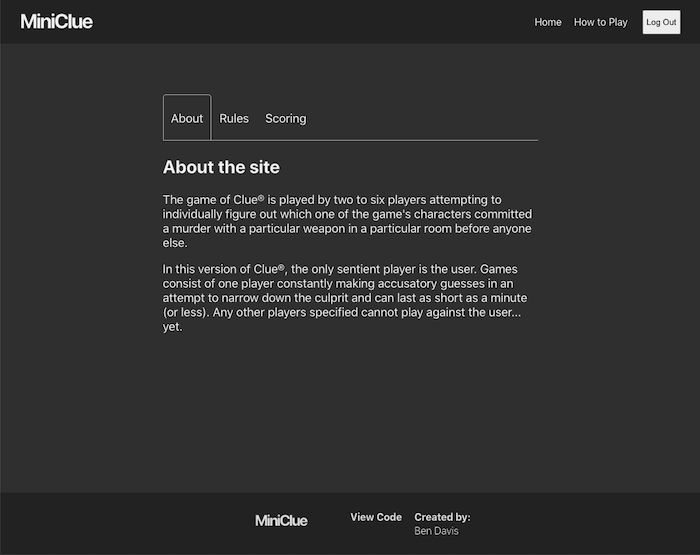 MiniClue
Home How to Play Log Out
About Rules Scoring
About the site
The game of Clue® is played by two to six players attempting to
individually figure out which one of the game's characters committed
a murder with a particular weapon in a particular room before anyone
else.
In this version of Clue®, the only sentient player is the user. Games
consist of one player constantly making accusatory guesses in an
attempt to narrow down the culprit and can last as short as a minute
(or less). Any other players specified cannot play against the user...
yet.
MiniClue View Code Created by:
Ben Davis